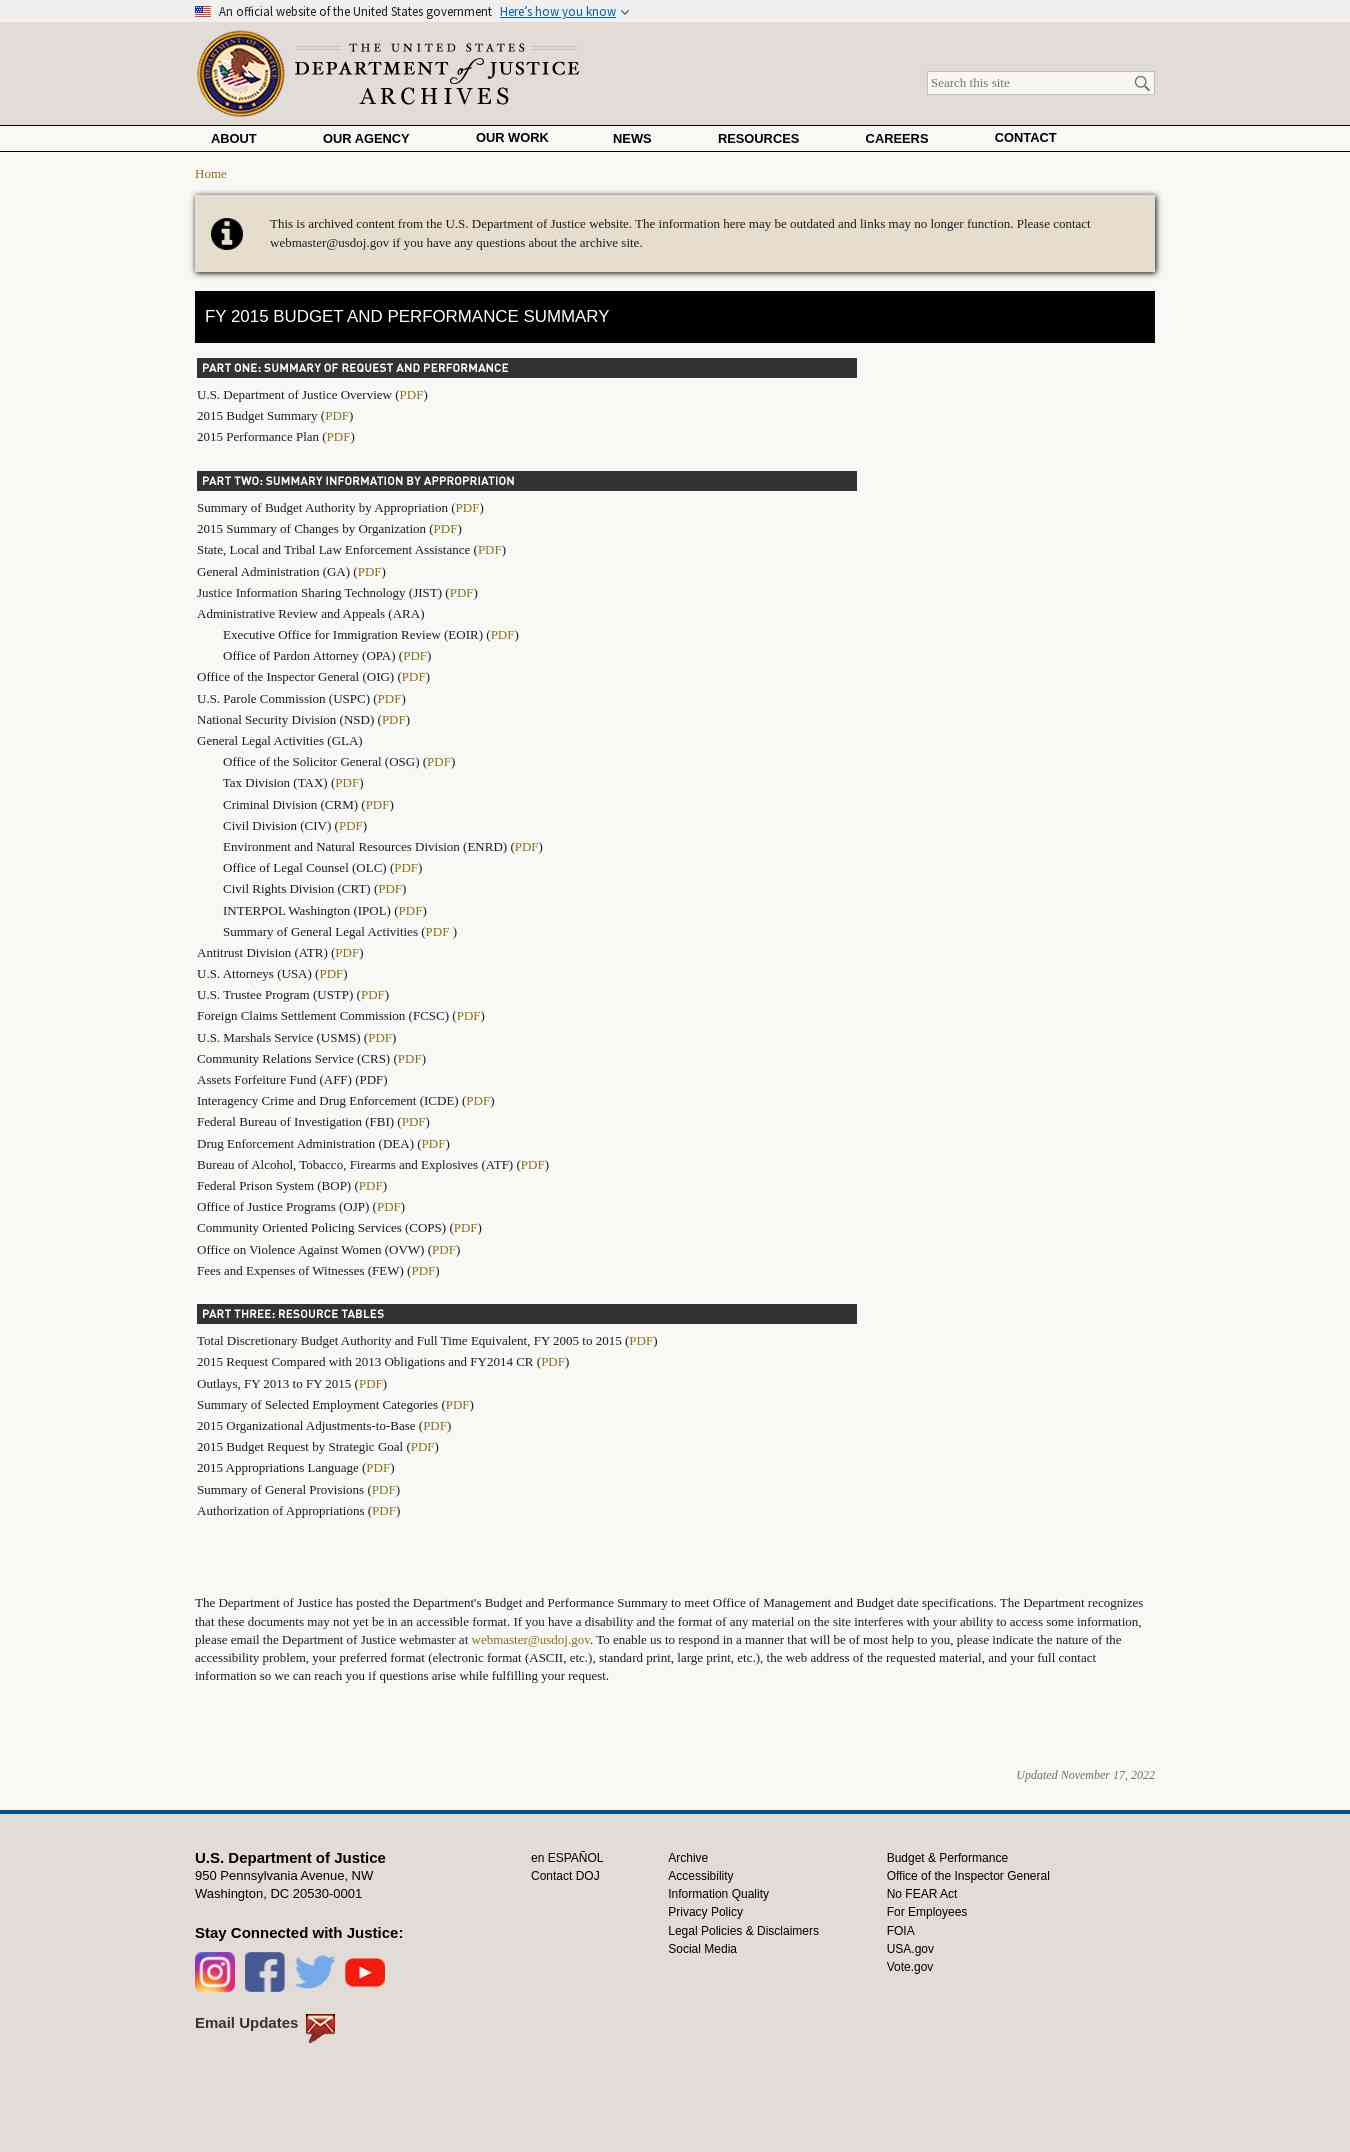 An official website of the United States government Here's how you know
THE UNITED STATES
DEPARTMENT of JUSTICE
ARCHIVES
Search this site
ABOUT OUR AGENCY OUR WORK NEWS RESOURCES CAREERS CONTACT
Home
This is archived content from the U.S. Department of Justice website. The information here may be outdated and links may no longer function. Please contact
webmaster@usdoj.gov if you have any questions about the archive site.
FY 2015 BUDGET AND PERFORMANCE SUMMARY
PART ONE: SUMMARY OF REQUEST AND PERFORMANCE
U.S. Department of Justice Overview (PDF)
2015 Budget Summary (PDF)
2015 Performance Plan (PDF)
PART TWO: SUMMARY INFORMATION BY APPROPRIATION
Summary of Budget Authority by Appropriation (PDF)
2015 Summary of Changes by Organization (PDF)
State, Local and Tribal Law Enforcement Assistance (PDF)
General Administration (GA) (PDF)
Justice Information Sharing Technology (JIST) (PDF)
Administrative Review and Appeals (ARA)
Executive Office for Immigration Review (EOIR) (PDF)
Office of Pardon Attorney (OPA) (PDF)
Office of the Inspector General (OIG) (PDF)
U.S. Parole Commission (USPC) (PDF)
National Security Division (NSD) (PDF)
General Legal Activities (GLA)
Office of the Solicitor General (OSG) (PDF)
Tax Division (TAX) (PDF)
Criminal Division (CRM) (PDF)
Civil Division (CIV) (PDF)
Environment and Natural Resources Division (ENRD) (PDF)
Office of Legal Counsel (OLC) (PDF)
Civil Rights Division (CRT) (PDF)
INTERPOL Washington (IPOL) (PDF)
Summary of General Legal Activities (PDF )
Antitrust Division (ATR) (PDF)
U.S. Attorneys (USA) (PDF)
U.S. Trustee Program (USTP) (PDF)
Foreign Claims Settlement Commission (FCSC) (PDF)
U.S. Marshals Service (USMS) (PDF)
Community Relations Service (CRS) (PDF)
Assets Forfeiture Fund (AFF) (PDF)
Interagency Crime and Drug Enforcement (ICDE) (PDF)
Federal Bureau of Investigation (FBI) (PDF)
Drug Enforcement Administration (DEA) (PDF)
Bureau of Alcohol, Tobacco, Firearms and Explosives (ATF) (PDF)
Federal Prison System (BOP) (PDF)
Office of Justice Programs (OJP) (PDF)
Community Oriented Policing Services (COPS) (PDF)
Office on Violence Against Women (OVW) (PDF)
Fees and Expenses of Witnesses (FEW) (PDF)
PART THREE: RESOURCE TABLES
Total Discretionary Budget Authority and Full Time Equivalent, FY 2005 to 2015 (PDF)
2015 Request Compared with 2013 Obligations and FY2014 CR (PDF)
Outlays, FY 2013 to FY 2015 (PDF)
Summary of Selected Employment Categories (PDF)
2015 Organizational Adjustments-to-Base (PDF)
2015 Budget Request by Strategic Goal (PDF)
2015 Appropriations Language (PDF)
Summary of General Provisions (PDF)
Authorization of Appropriations (PDF)
The Department of Justice has posted the Department's Budget and Performance Summary to meet Office of Management and Budget date specifications. The Department recognizes
that these documents may not yet be in an accessible format. If you have a disability and the format of any material on the site interferes with your ability to access some information,
please email the Department of Justice webmaster at webmaster@usdoj.gov. To enable us to respond in a manner that will be of most help to you, please indicate the nature of the
accessibility problem, your preferred format (electronic format (ASCII, etc.), standard print, large print, etc.), the web address of the requested material, and your full contact
information so we can reach you if questions arise while fulfilling your request.
Updated November 17, 2022
U.S. Department of Justice
950 Pennsylvania Avenue, NW
Washington, DC 20530-0001
Stay Connected with Justice:
Email Updates
en ESPAÑOL
Contact DOJ
Archive
Accessibility
Information Quality
Privacy Policy
Legal Policies & Disclaimers
Social Media
Budget & Performance
Office of the Inspector General
No FEAR Act
For Employees
FOIA
USA.gov
Vote.gov